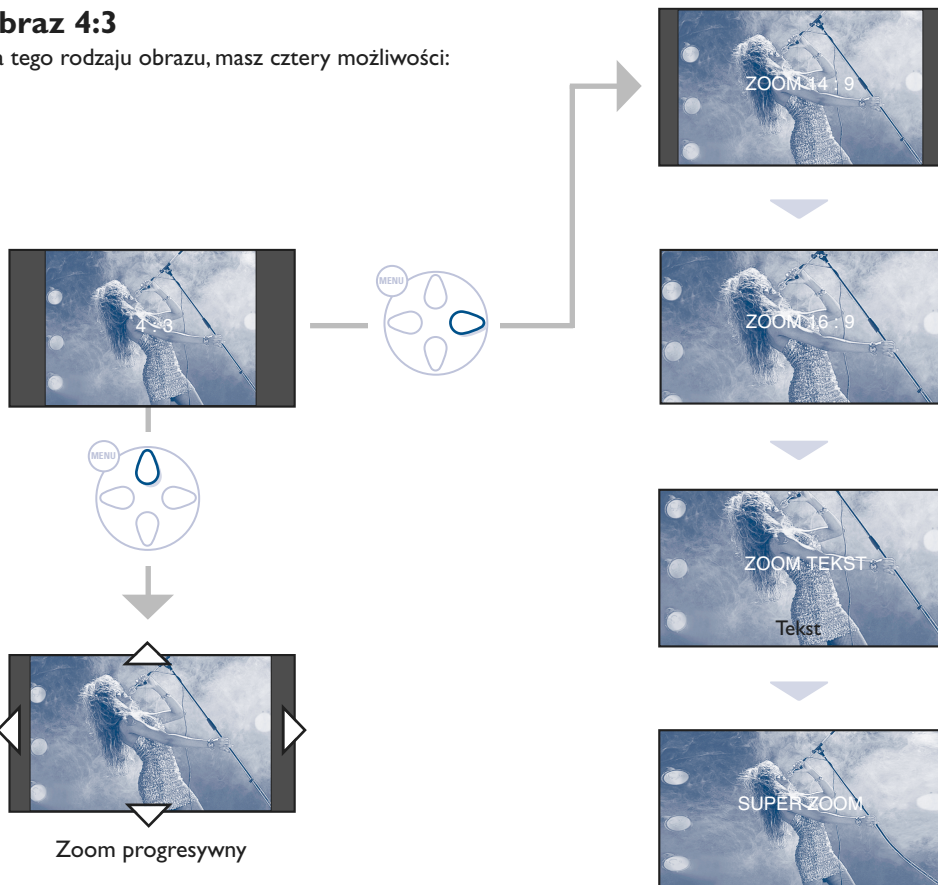 braz 4:3
a tego rodzaju obrazu, masz cztery możliwości:
ZOOM 14 : 9
4 : 3
MENU
ZOOM 16 : 9
MENU
ZOOM TEKST
Tekst
Zoom progresywny
SUPER ZOOM